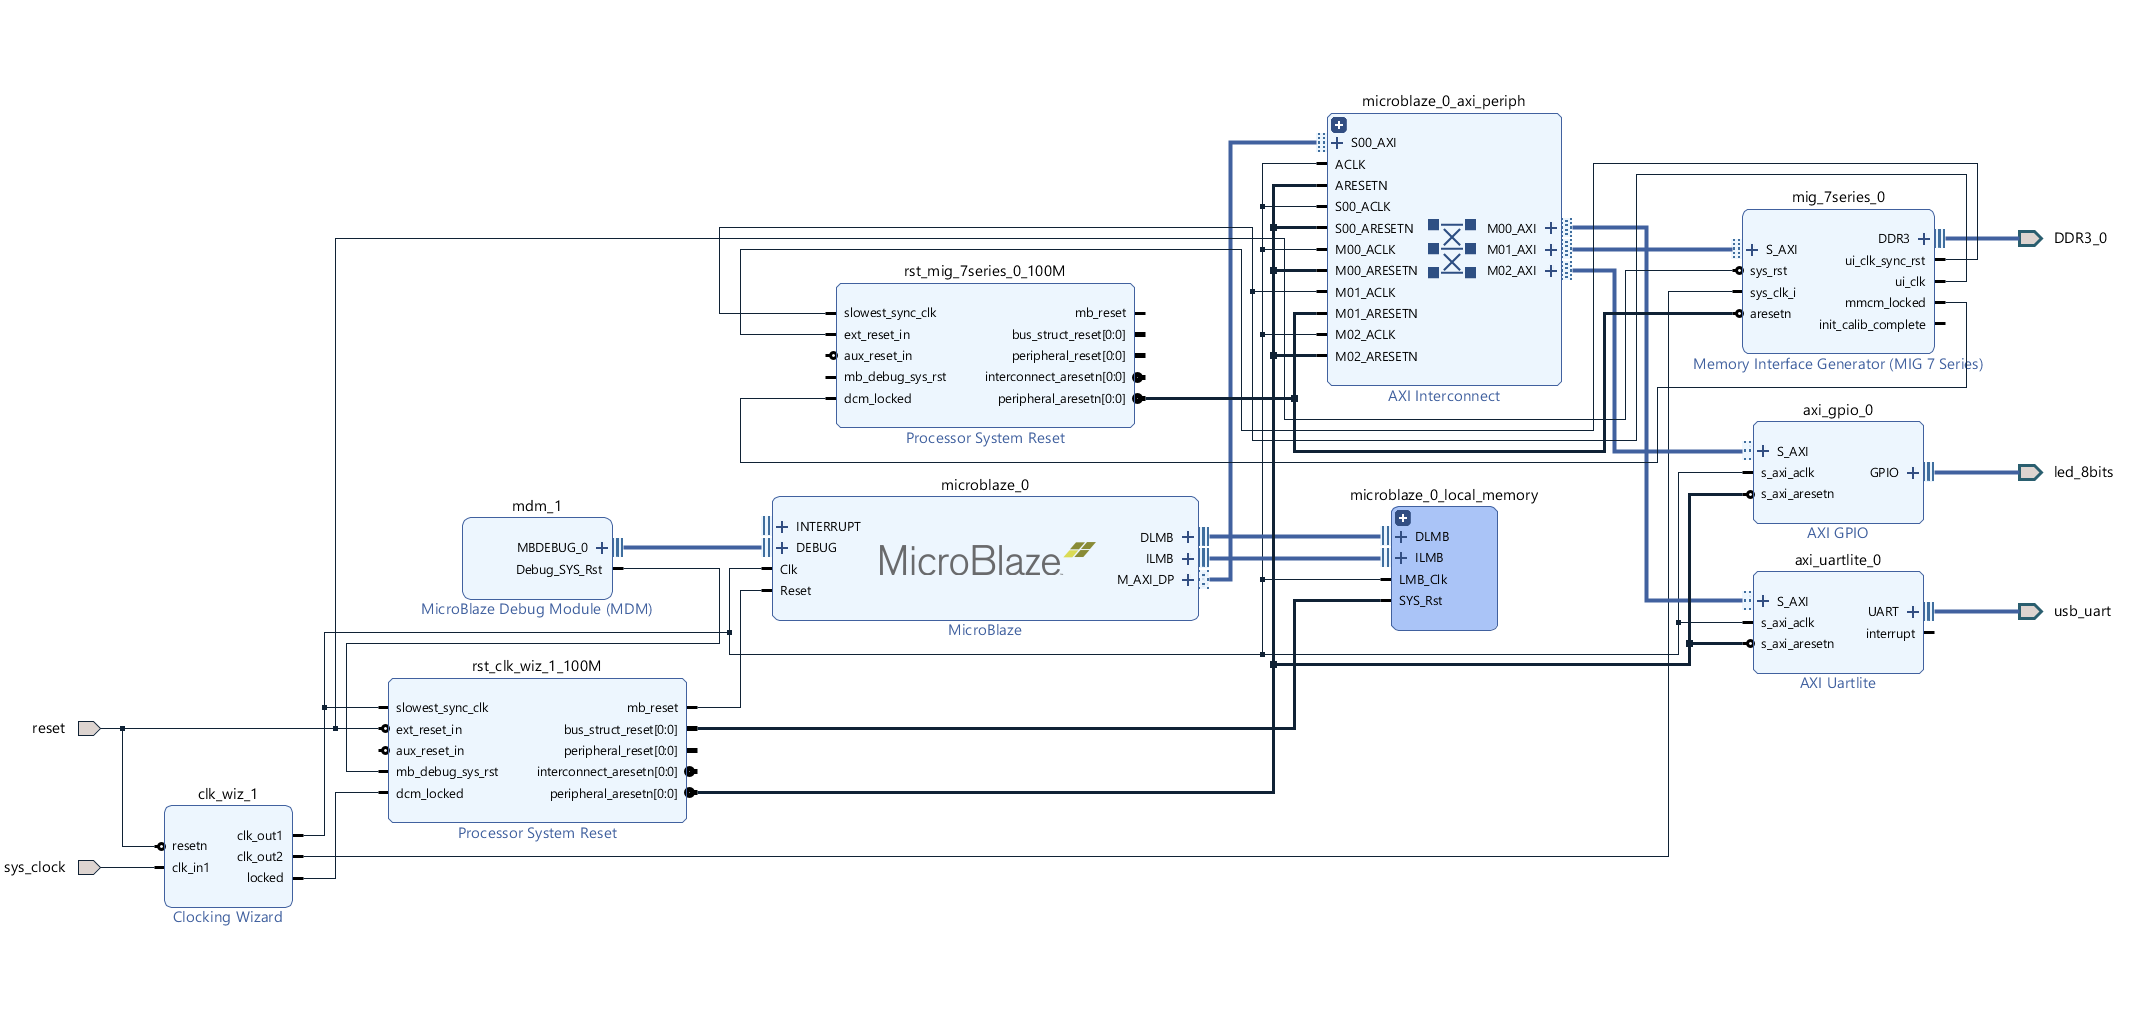 microblaze_0_axi_periph
S00_AXI
ACLK
ARESETN
S00_ACLK
S00_ARESETN
M00_ACLK
M00_ARESETN
M01_ACLK
M01_ARESETN
M02_ACLK
M02_ARESETN
M00_AXI
M01_AXI
M02_AXI
AXI Interconnect
mig_7series_0
S_AXI
sys_rst
sys_clk_i
aresetn
DDR3
ui_clk_sync_rst
ui_clk
mmcm_locked
init_calib_complete
Memory Interface Generator (MIG 7 Series)
DDR3_0
rst_mig_7series_0_100M
slowest_sync_clk
ext_reset_in
aux_reset_in
mb_debug_sys_rst
dcm_locked
mb_reset
bus_struct_reset[0:0]
peripheral_reset[0:0]
interconnect_aresetn[0:0]
peripheral_aresetn[0:0]
Processor System Reset
axi_gpio_0
S_AXI
s_axi_aclk
s_axi_aresetn
GPIO
AXI GPIO
led_8bits
mdm_1
MBDEBUG_0
Debug_SYS_Rst
MicroBlaze Debug Module (MDM)
microblaze_0
INTERRUPT
DEBUG
Clk
Reset
MicroBlaze
DLMB
ILMB
M_AXI_DP
MicroBlaze
microblaze_0_local_memory
DLMB
ILMB
LMB_Clk
SYS_Rst
axi_uartlite_0
S_AXI
s_axi_aclk
s_axi_aresetn
UART
interrupt
AXI Uartlite
usb_uart
rst_clk_wiz_1_100M
slowest_sync_clk
ext_reset_in
aux_reset_in
mb_debug_sys_rst
dcm_locked
mb_reset
bus_struct_reset[0:0]
peripheral_reset[0:0]
interconnect_aresetn[0:0]
peripheral_aresetn[0:0]
Processor System Reset
reset
sys_clock
clk_wiz_1
resetn
clk_in1
clk_out1
clk_out2
locked
Clocking Wizard